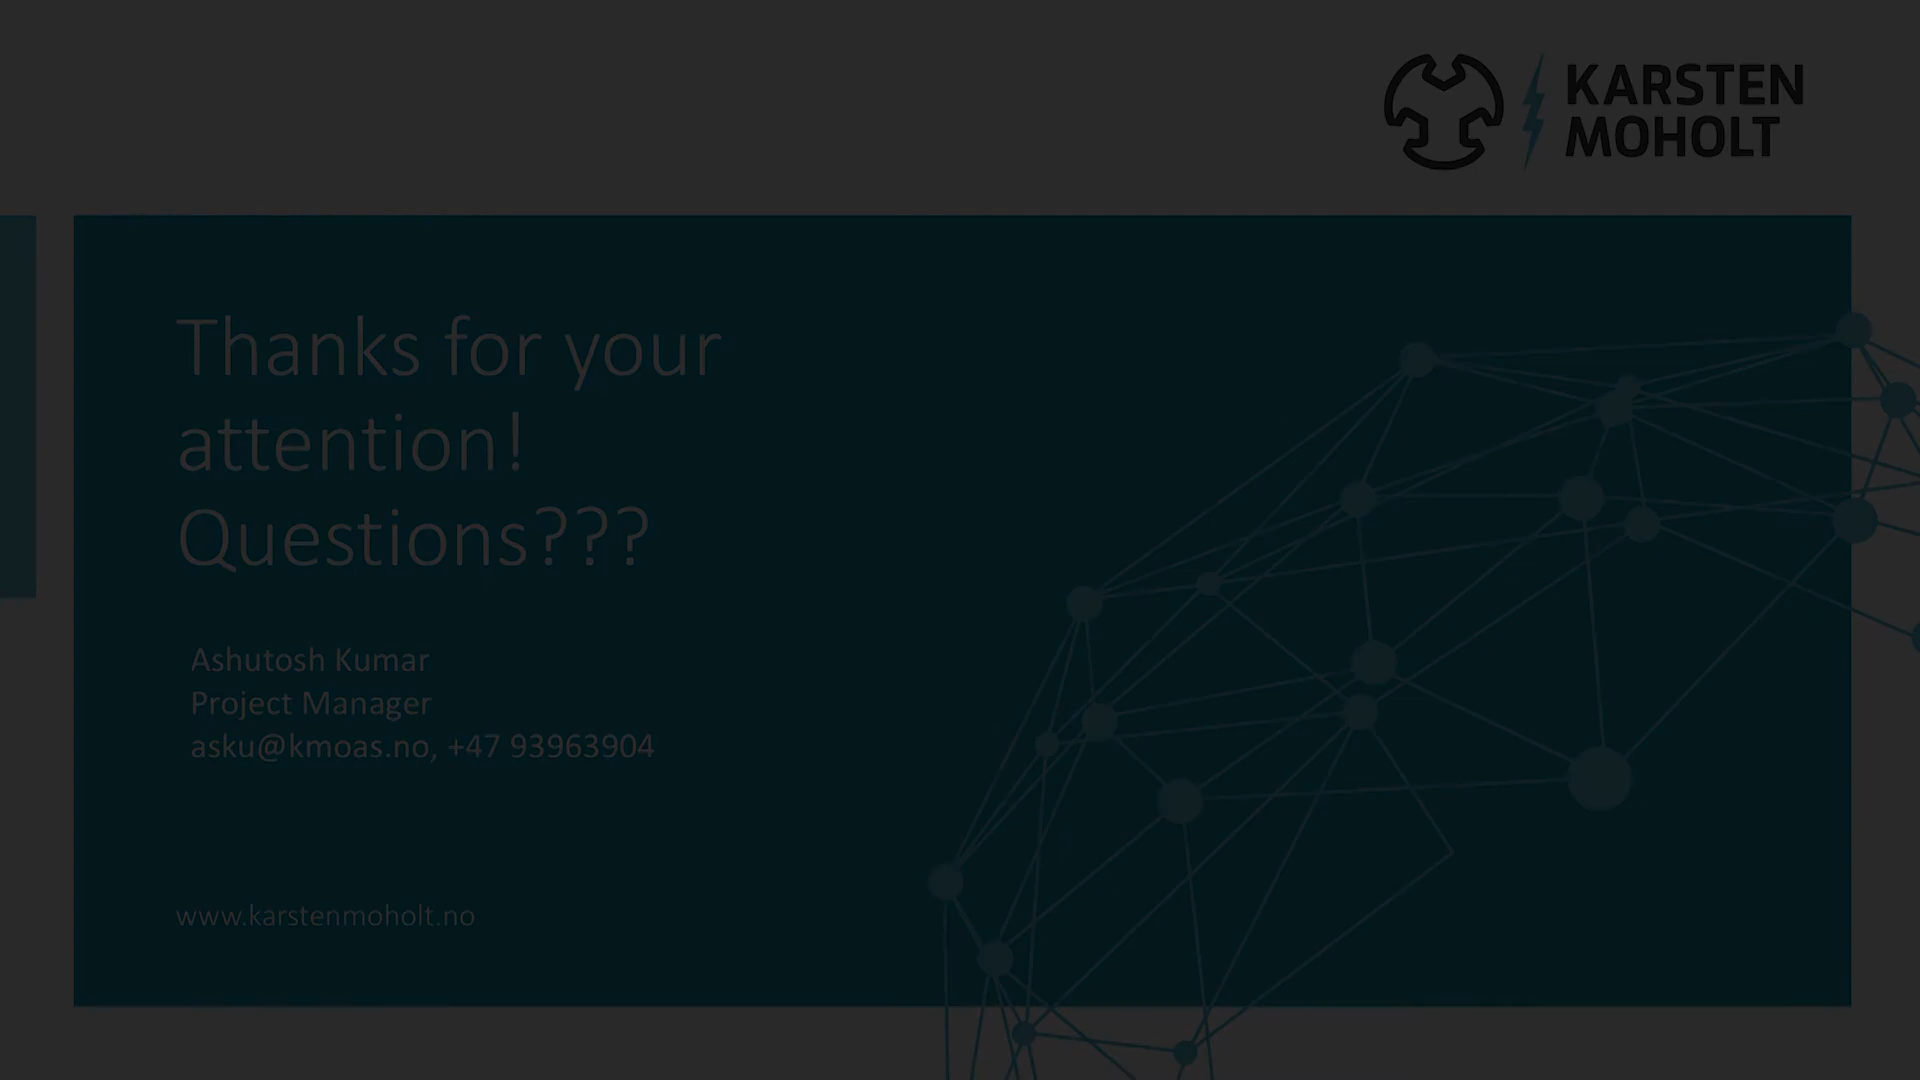 KARSTEN
MOHOLT
Thanks for your
attention!
Questions???
Ashutosh Kumar
Project Manager
asku@kmoas.no, +47 93963904
www.karstenmoholt.no